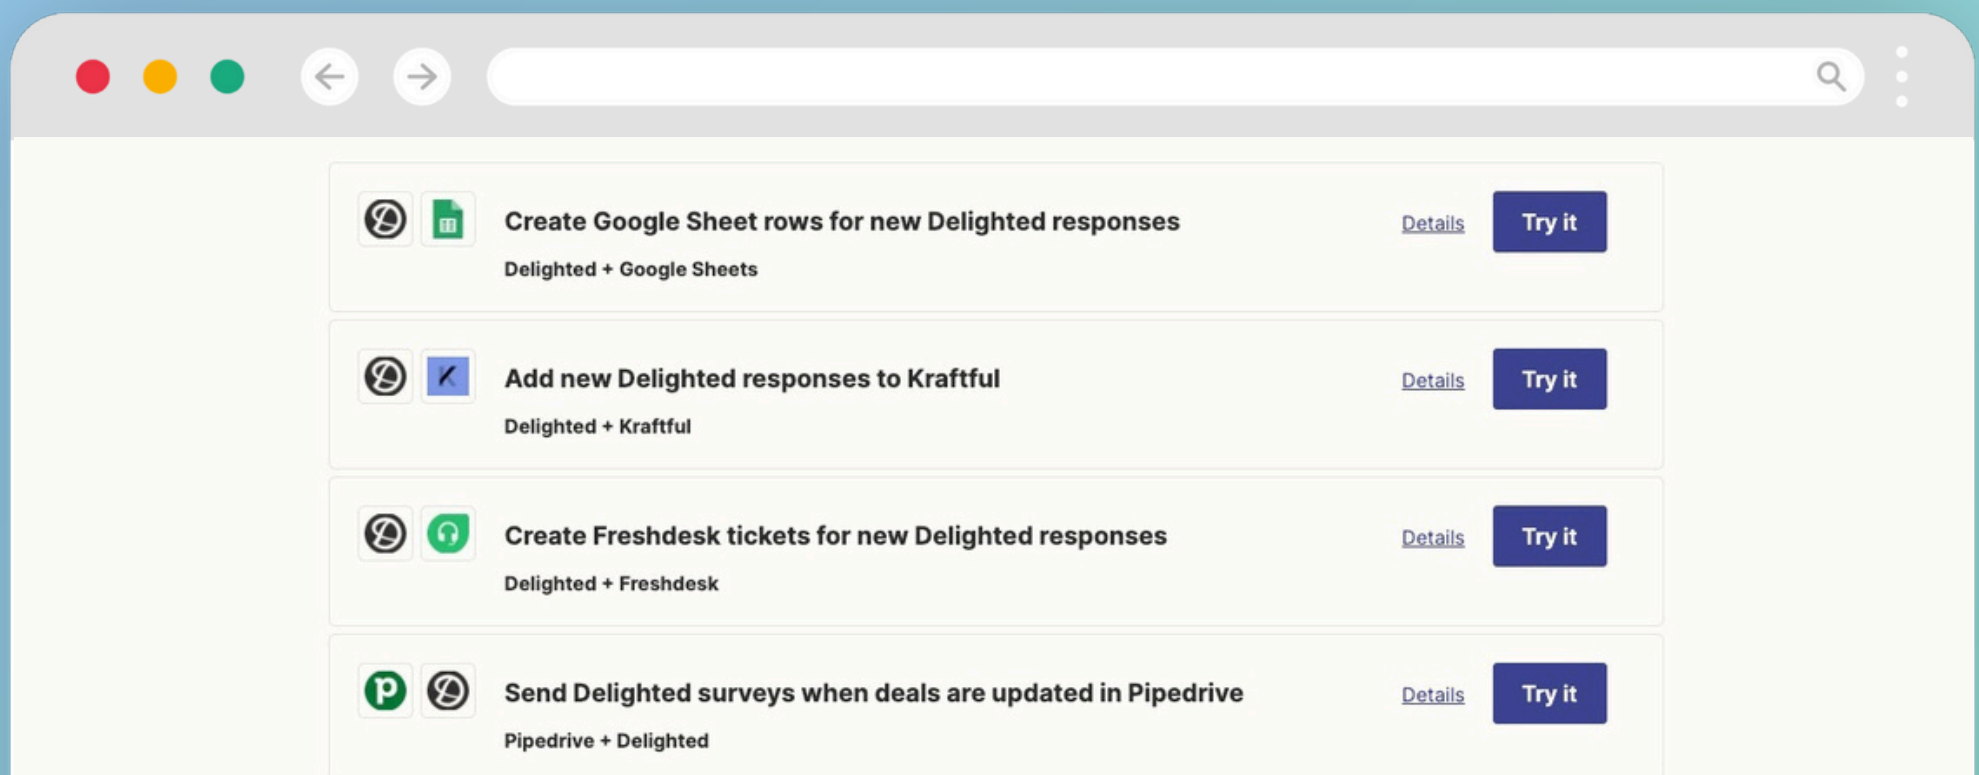 Create Google Sheet rows for new Delighted responses
Details
Try it
Delighted + Google Sheets
K
Add new Delighted responses to Kraftful
Details
Try it
Delighted + Kraftful
Create Freshdesk tickets for new Delighted responses
Details
Try it
Delighted + Freshdesk
p
Send Delighted surveys when deals are updated in Pipedrive
Details
Try it
Pipedrive + Delighted